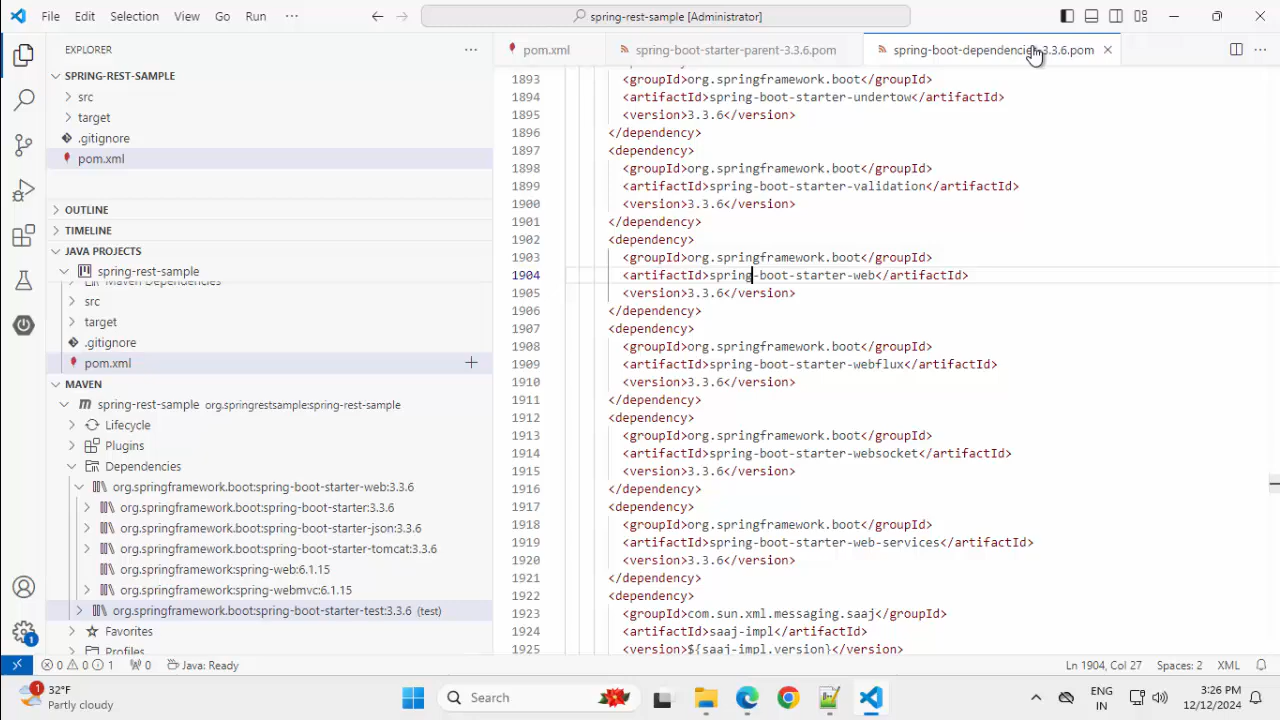 File Edit Selection View Go Run ··· spring-rest-sample [Administrator]
EXPLORER
SPRING-REST-SAMPLE
src
target
.gitignore
pom.xml
OUTLINE
TIMELINE
JAVA PROJECTS
spring-rest-sample
src
target
.gitignore
pom.xml
MAVEN
spring-rest-sample org.springrestsample:spring-rest-sample
Lifecycle
Plugins
Dependencies
org.springframework.boot:spring-boot-starter-web:3.3.6
org.springframework.boot:spring-boot-starter:3.3.6
org.springframework.boot:spring-boot-starter-json:3.3.6
org.springframework.boot:spring-boot-starter-tomcat:3.3.6
org.springframework:spring-web:6.1.15
org.springframework:spring-webmvc:6.1.15
org.springframework.boot:spring-boot-starter-test:3.3.6 (test)
Favorites
Profiles
pom.xml spring-boot-starter-parent-3.3.6.pom spring-boot-dependencies-3.3.6.pom
1893 <groupId>org.springframework.boot</groupId>
1894 <artifactId>spring-boot-starter-undertow</artifactId>
1895 <version>3.3.6</version>
1896 </dependency>
1897 <dependency>
1898 <groupId>org.springframework.boot</groupId>
1899 <artifactId>spring-boot-starter-validation</artifactId>
1900 <version>3.3.6</version>
1901 </dependency>
1902 <dependency>
1903 <groupId>org.springframework.boot</groupId>
1904 <artifactId>spring-boot-starter-web</artifactId>
1905 <version>3.3.6</version>
1906 </dependency>
1907 <dependency>
1908 <groupId>org.springframework.boot</groupId>
1909 <artifactId>spring-boot-starter-webflux</artifactId>
1910 <version>3.3.6</version>
1911 </dependency>
1912 <dependency>
1913 <groupId>org.springframework.boot</groupId>
1914 <artifactId>spring-boot-starter-websocket</artifactId>
1915 <version>3.3.6</version>
1916 </dependency>
1917 <dependency>
1918 <groupId>org.springframework.boot</groupId>
1919 <artifactId>spring-boot-starter-web-services</artifactId>
1920 <version>3.3.6</version>
1921 </dependency>
1922 <dependency>
1923 <groupId>com.sun.xml.messaging.saaj</groupId>
1924 <artifactId>saaj-impl</artifactId>
1925 <version>${saaj-impl.version}</version>
0 0 1 0 Java: Ready Ln 1904, Col 27 Spaces: 2 XML
1 32°F
Partly cloudy
Search
ENG
IN
3:26 PM
12/12/2024